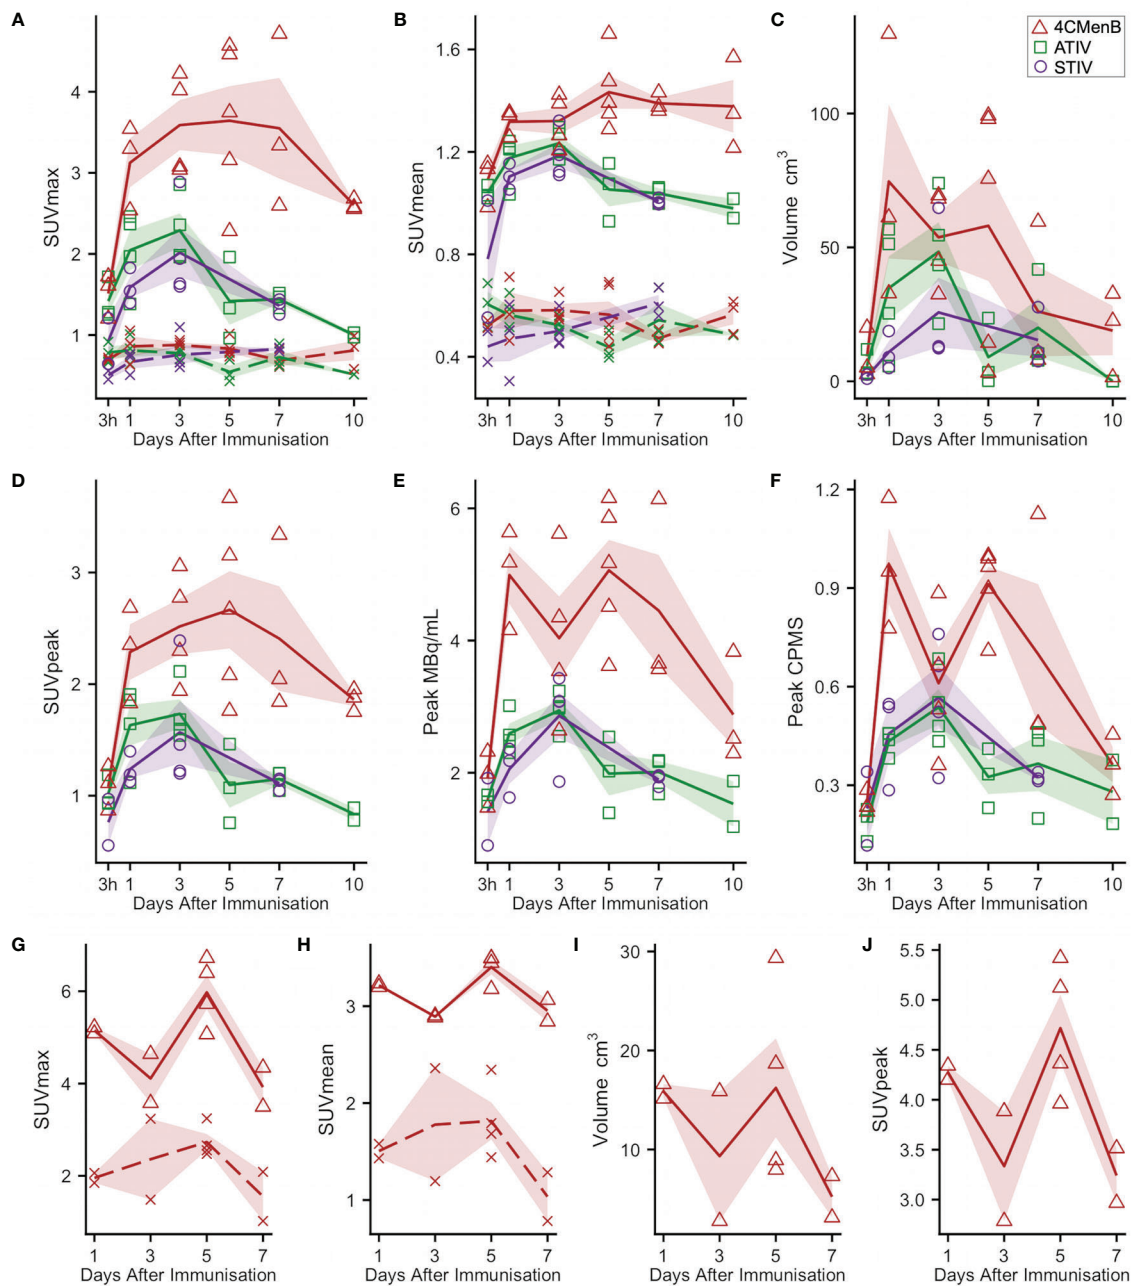 A
B
C
4CMenB
ATIV
STIV
SUVmax
4
3
2
1
3h 1 3 5 7 10
Days After Immunisation
SUVmean
1.6
1.2
0.8
0.4
3h 1 3 5 7 10
Days After Immunisation
Volume cm³
100
50
0
3h 1 3 5 7 10
Days After Immunisation
D
E
F
SUVpeak
3
2
1
3h 1 3 5 7 10
Days After Immunisation
Peak MBq/mL
6
4
2
3h 1 3 5 7 10
Days After Immunisation
Peak CPMS
1.2
0.9
0.6
0.3
3h 1 3 5 7 10
Days After Immunisation
G
H
I
J
SUVmax
6
4
2
1 3 5 7
Days After Immunisation
SUVmean
3
2
1
1 3 5 7
Days After Immunisation
Volume cm³
30
20
10
1 3 5 7
Days After Immunisation
SUVpeak
5.5
5.0
4.5
4.0
3.5
3.0
1 3 5 7
Days After Immunisation